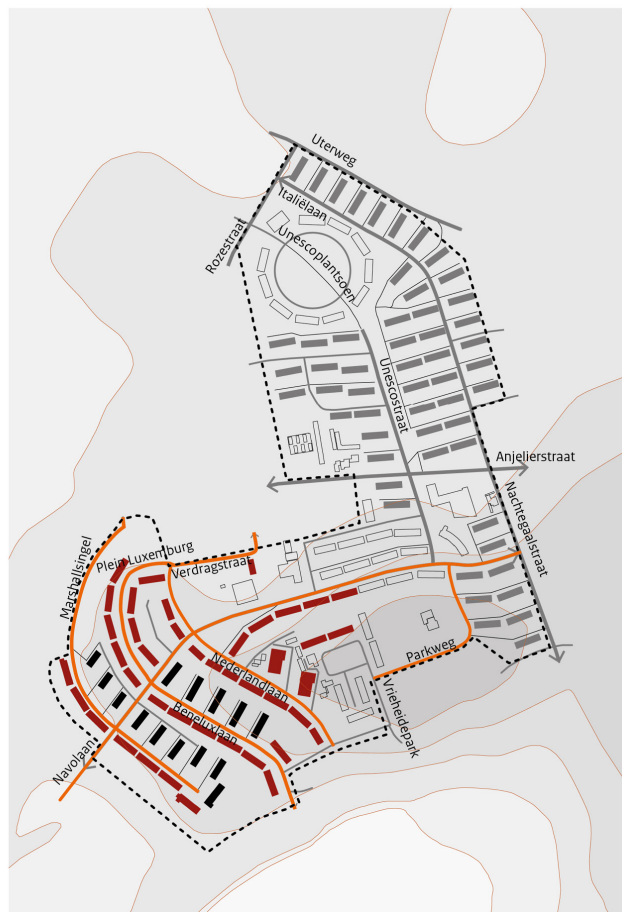 Uterweg
Italiëlaan
Rozestraat
Unescoplantsoen
Unescostraat
Anjelierstraat
Nachtegaalstraat
Plein Luxemburg
Verdragstraat
Marshallsingel
Nederlandlaan
Parkweg
Beneluxlaan
Vrieheidepark
Navolaan